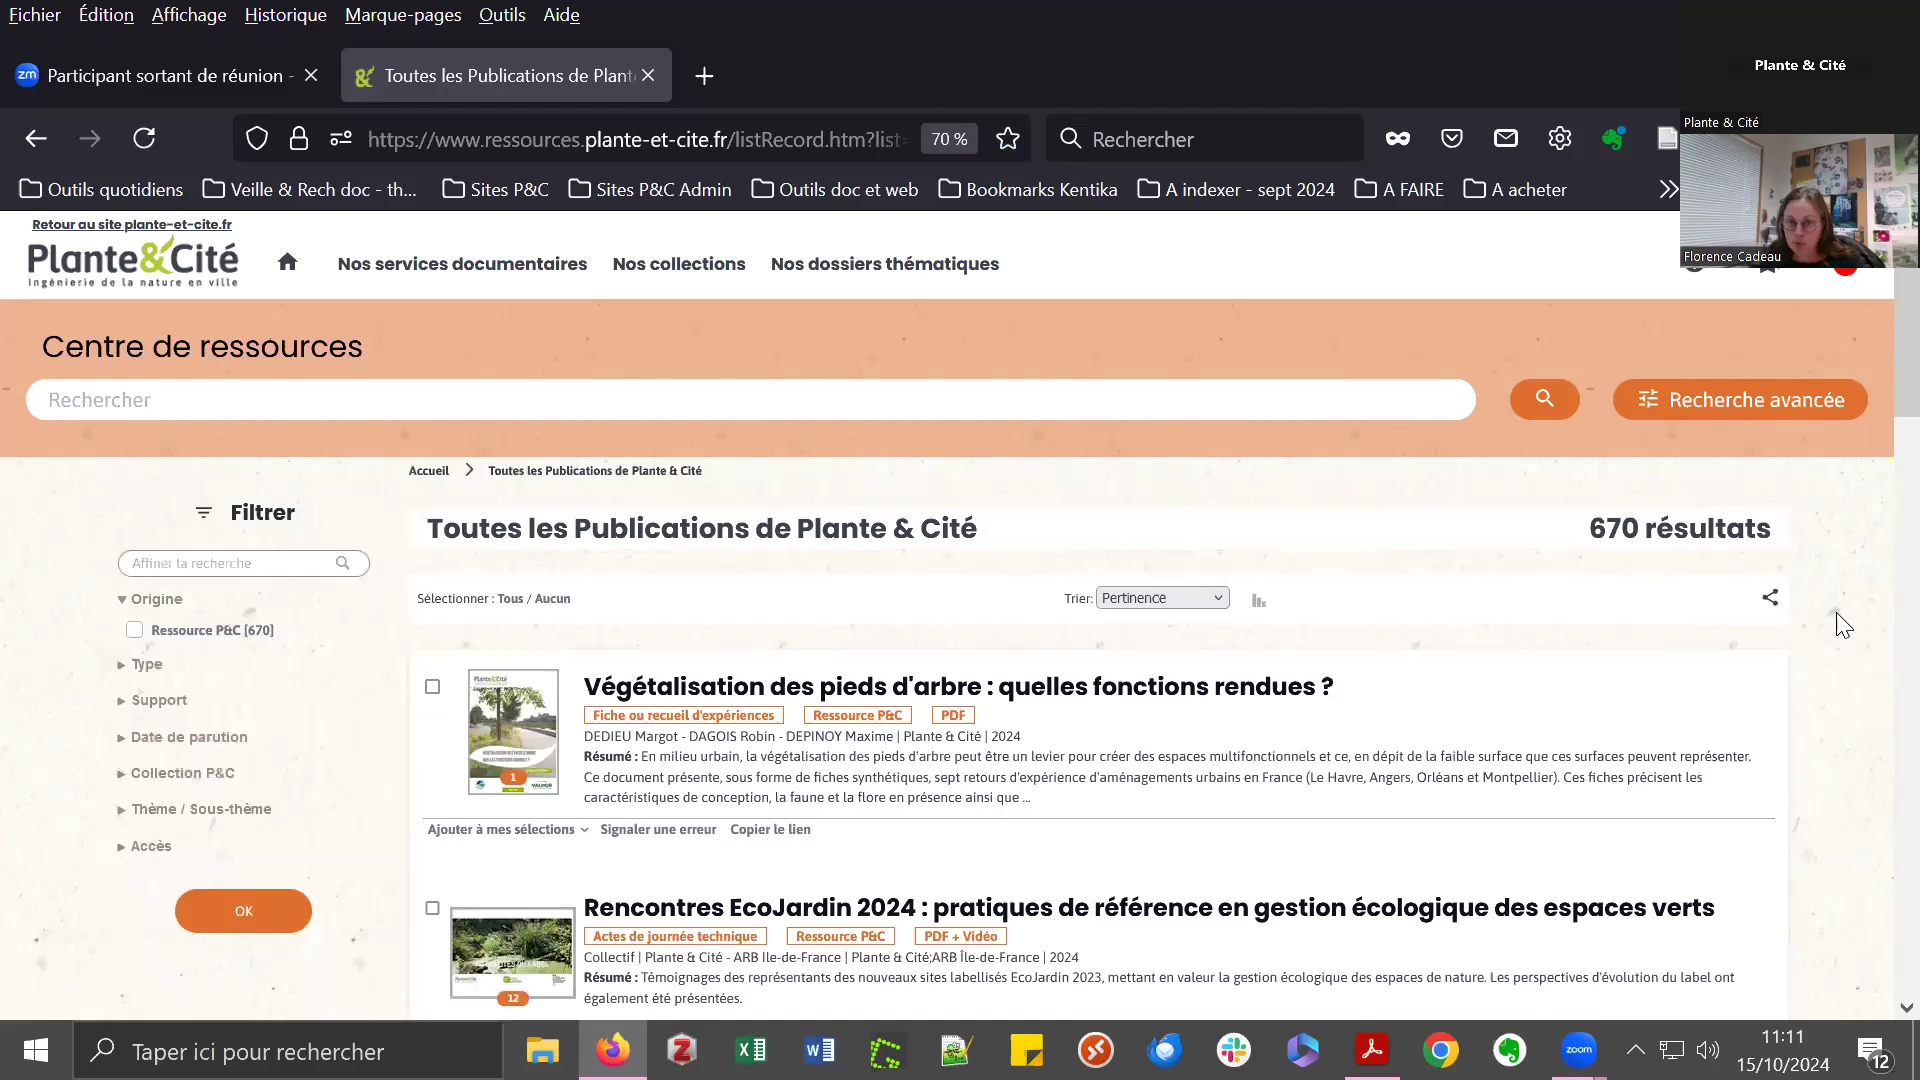 Fichier Édition Affichage Historique Marque-pages Outils Aide
zm Participant sortant de réunion -
Toutes les Publications de Plant
Plante & Cité
https://www.ressources.plante-et-cite.fr/listRecord.htm?list=
70 %
Rechercher
Outils quotidiens
Veille & Rech doc - th...
Sites P&C
Sites P&C Admin
Outils doc et web
Bookmarks Kentika
A indexer - sept 2024
A FAIRE
A acheter
Plante & Cité
Florence Cadeau
Retour au site plante-et-cite.fr
Plante&Cité
Ingénierie de la nature en ville
Nos services documentaires
Nos collections
Nos dossiers thématiques
Centre de ressources
Rechercher
Recherche avancée
Accueil
Toutes les Publications de Plante & Cité
Filtrer
Affiner la recherche
Origine
Ressource P&C [670]
Type
Support
Date de parution
Collection P&C
Thème / Sous-thème
Accès
OK
Toutes les Publications de Plante & Cité
670 résultats
Sélectionner : Tous / Aucun
Trier: Pertinence
Végétalisation des pieds d'arbre : quelles fonctions rendues ?
Fiche ou recueil d'expériences
Ressource P&C
PDF
DEDIEU Margot - DAGOIS Robin - DEPINOY Maxime | Plante & Cité | 2024
Résumé : En milieu urbain, la végétalisation des pieds d'arbre peut être un levier pour créer des espaces multifonctionnels et ce, en dépit de la faible surface que ces surfaces peuvent représenter.
Ce document présente, sous forme de fiches synthétiques, sept retours d'expérience d'aménagements urbains en France (Le Havre, Angers, Orléans et Montpellier). Ces fiches précisent les
caractéristiques de conception, la faune et la flore en présence ainsi que ...
1
Ajouter à mes sélections
Signaler une erreur
Copier le lien
Rencontres EcoJardin 2024 : pratiques de référence en gestion écologique des espaces verts
Actes de journée technique
Ressource P&C
PDF + Vidéo
Collectif | Plante & Cité - ARB Ile-de-France | Plante & Cité;ARB Île-de-France | 2024
Résumé : Témoignages des représentants des nouveaux sites labellisés EcoJardin 2023, mettant en valeur la gestion écologique des espaces de nature. Les perspectives d'évolution du label ont
également été présentées.
12
Taper ici pour rechercher
zoom
11:11
15/10/2024
12